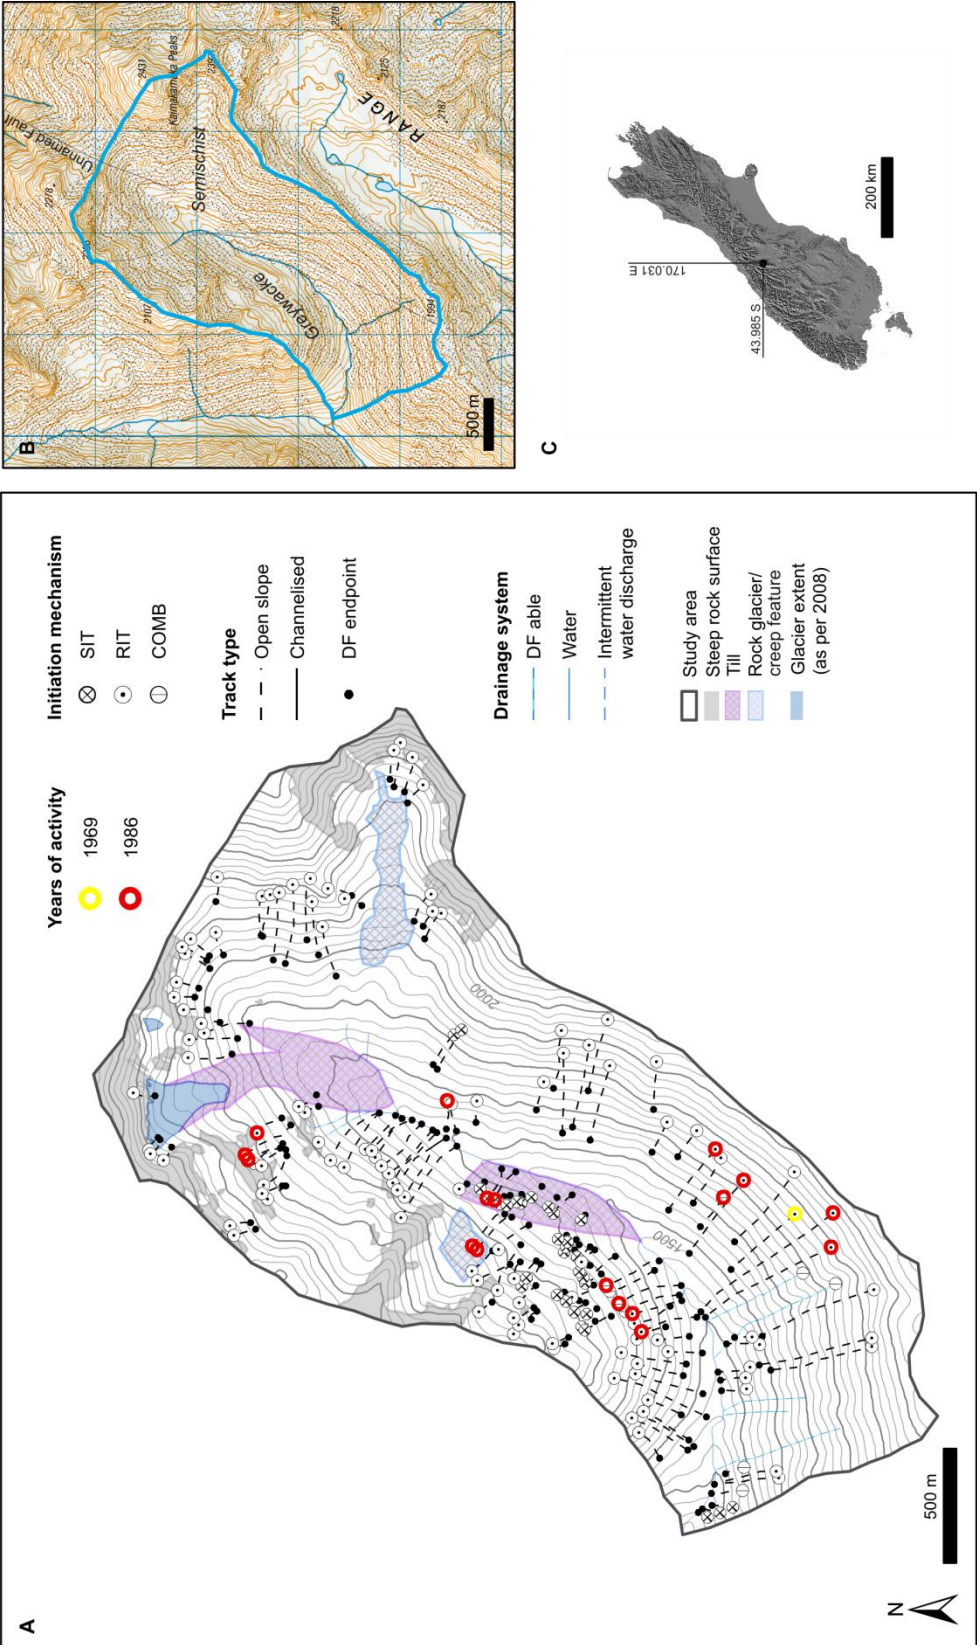 A
N
500 m
2000
1500
Years of activity
1969
1986
Initiation mechanism
SIT
RIT
COMB
Track type
Open slope
Channelised
DF endpoint
Drainage system
DF able
Water
Intermittent
water discharge
Study area
Steep rock surface
Till
Rock glacier/
creep feature
Glacier extent
(as per 2008)
B
Unnamed Fault
2278
2431
2218
Kaimakamaka Peaks
Semischist
2107
Greywacke
RANGE
2125
2187
1994
500 m
C
170.031 E
43.985 S
200 km